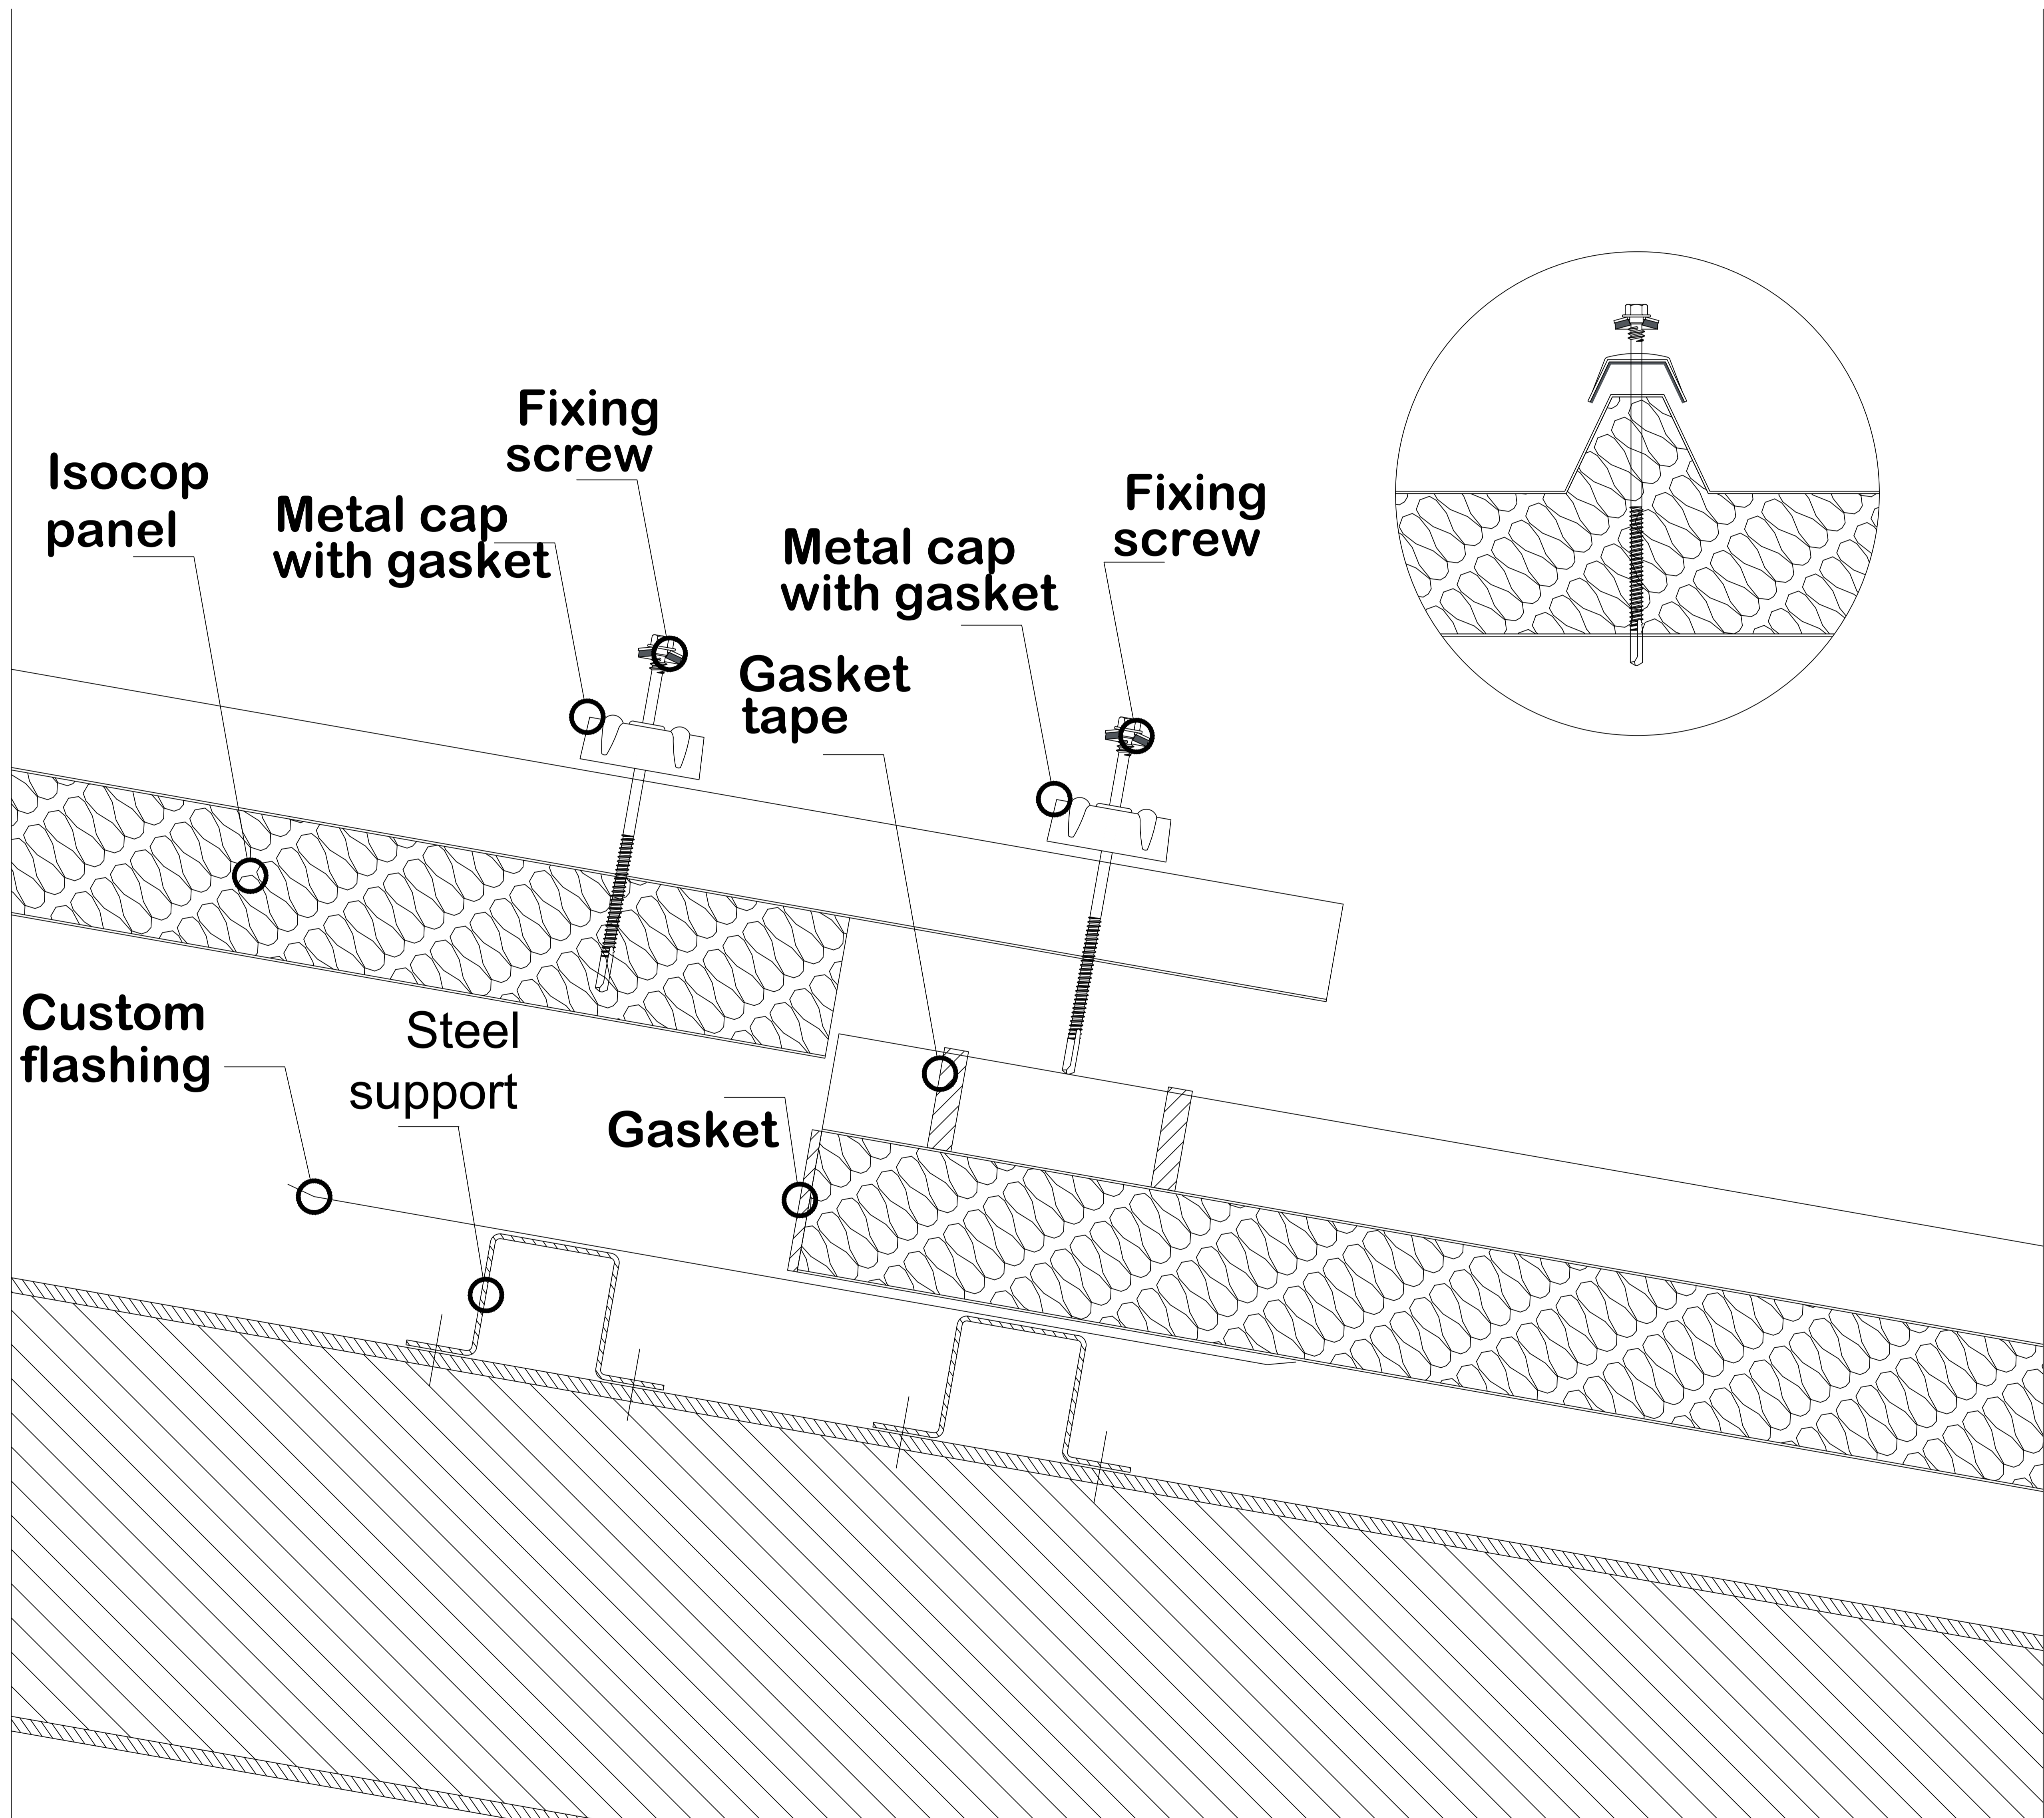 Fixing
screw
Isocop
panel
Metal cap
with gasket
Fixing
screw
Metal cap
with gasket
Gasket
tape
Custom
flashing
Steel
support
Gasket